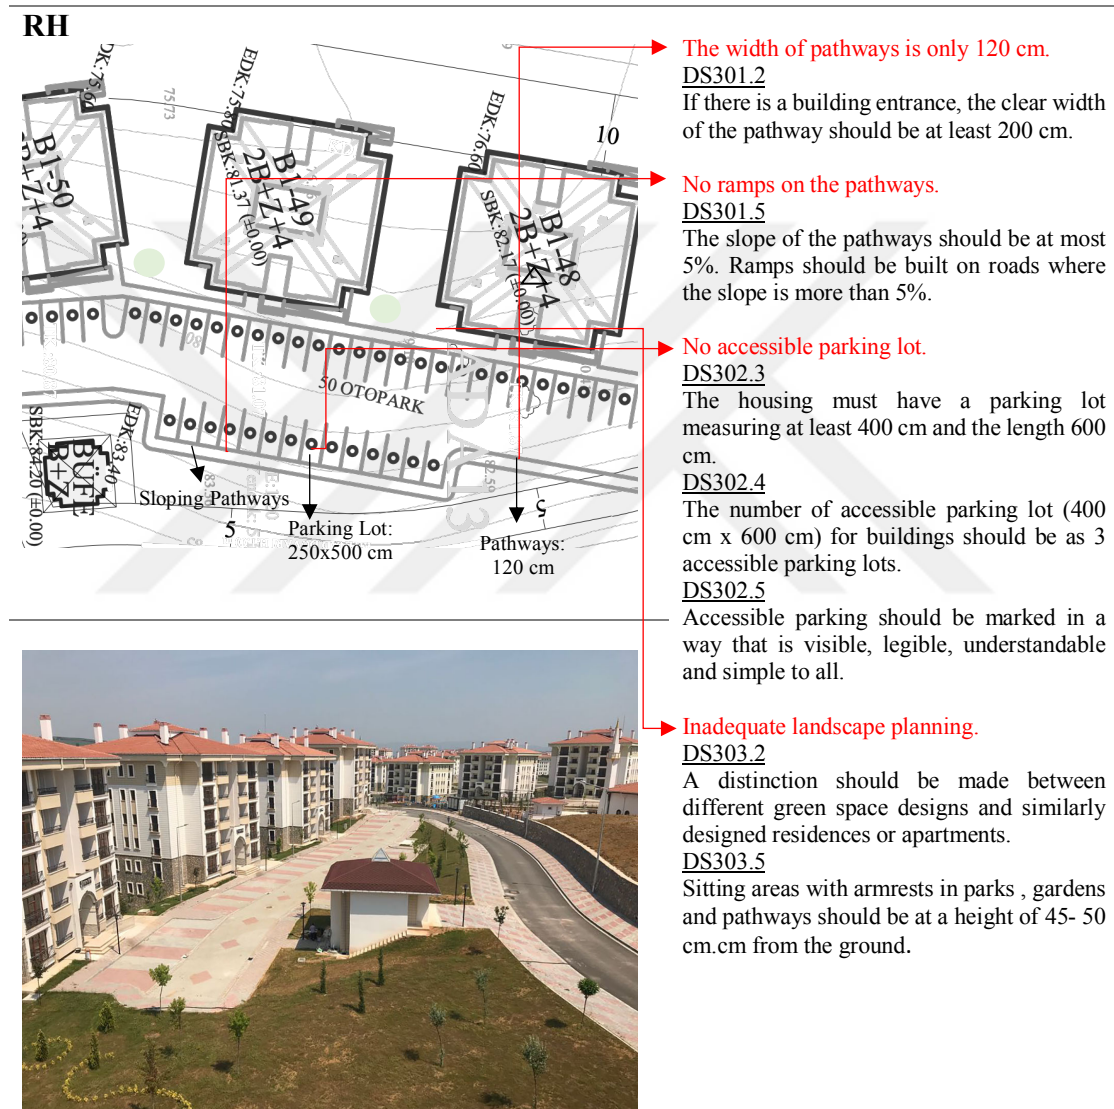 RH
EDK:75.80
EDK:76.60
10
7573
B1-50
B+Z+4
B1-49
2B+Z+4
SBK:81.37 (±0.00)
B1-48
2B+Z+4
SBK:82.17 (±0.00)
50 OTOPARK
ADA 3
EDK:83.40
BÜFE
B+Z
SBK:84.20 (±0.00)
Sloping Pathways
5
Parking Lot:
250x500 cm
5
Pathways:
120 cm
The width of pathways is only 120 cm.
DS301.2
If there is a building entrance, the clear width
of the pathway should be at least 200 cm.
No ramps on the pathways.
DS301.5
The slope of the pathways should be at most
5%. Ramps should be built on roads where
the slope is more than 5%.
No accessible parking lot.
DS302.3
The housing must have a parking lot
measuring at least 400 cm and the length 600
cm.
DS302.4
The number of accessible parking lot (400
cm x 600 cm) for buildings should be as 3
accessible parking lots.
DS302.5
Accessible parking should be marked in a
way that is visible, legible, understandable
and simple to all.
Inadequate landscape planning.
DS303.2
A distinction should be made between
different green space designs and similarly
designed residences or apartments.
DS303.5
Sitting areas with armrests in parks , gardens
and pathways should be at a height of 45- 50
cm.cm from the ground.